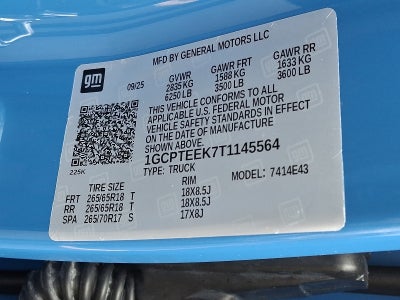 gm
MFD BY GENERAL MOTORS LLC
09/25 GVWR GAWR FRT GAWR RR
2835 KG 1588 KG 1633 KG
6250 LB 3500 LB 3600 LB
THIS VEHICLE CONFORMS TO ALL
APPLICABLE U.S. FEDERAL MOTOR
VEHICLE SAFETY STANDARDS IN EFFECT
ON THE DATE OF MANUFACTURE
SHOWN ABOVE.
1GCPTEEK7T1145564
TYPE: TRUCK MODEL: 7414E43
225K
TIRE SIZE RIM
FRT 265/65R18 T 18X8.5J
RR 265/65R18 T 18X8.5J
SPA 265/70R17 S 17X8J